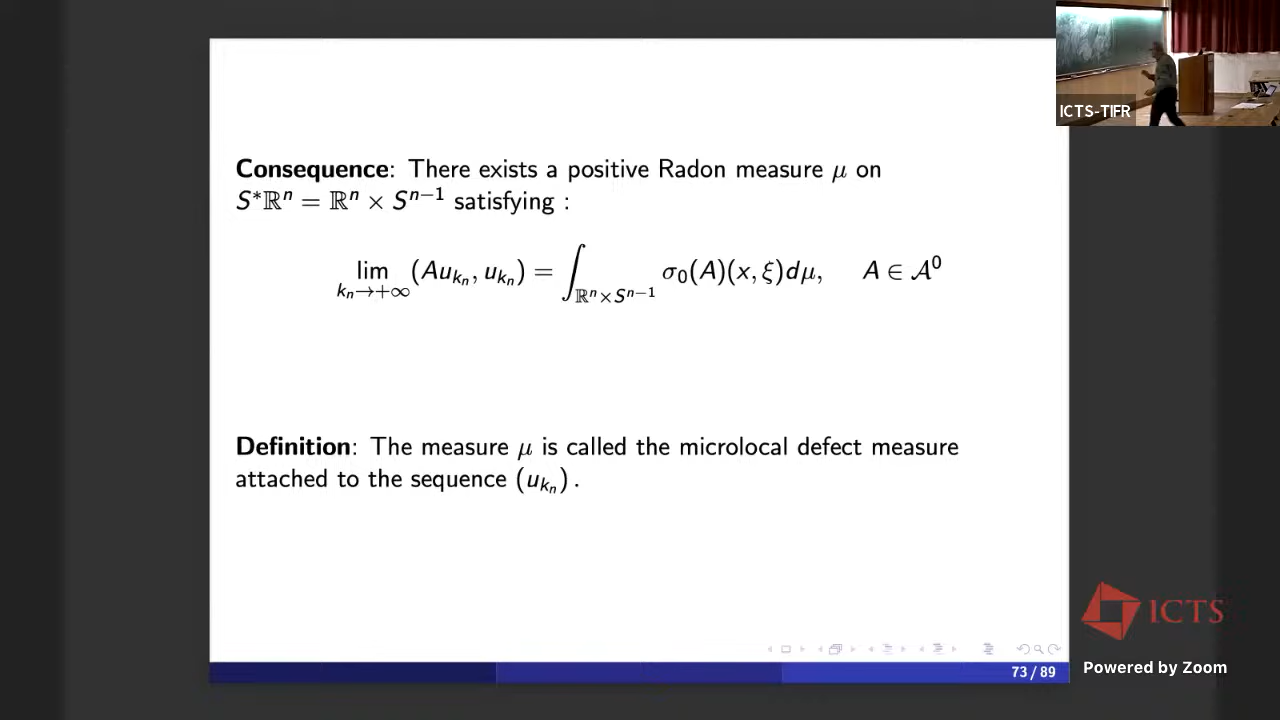 ICTS-TIFR
Consequence: There exists a positive Radon measure μ on
S*ℝⁿ = ℝⁿ × Sⁿ⁻¹ satisfying :
lim_{kₙ→+∞} (Au_{kₙ}, u_{kₙ}) = ∫_{ℝⁿ×Sⁿ⁻¹} σ₀(A)(x, ξ)dμ, A ∈ 𝒜⁰
Definition: The measure μ is called the microlocal defect measure
attached to the sequence (u_{kₙ}).
ICTS
Powered by Zoom
73 / 89